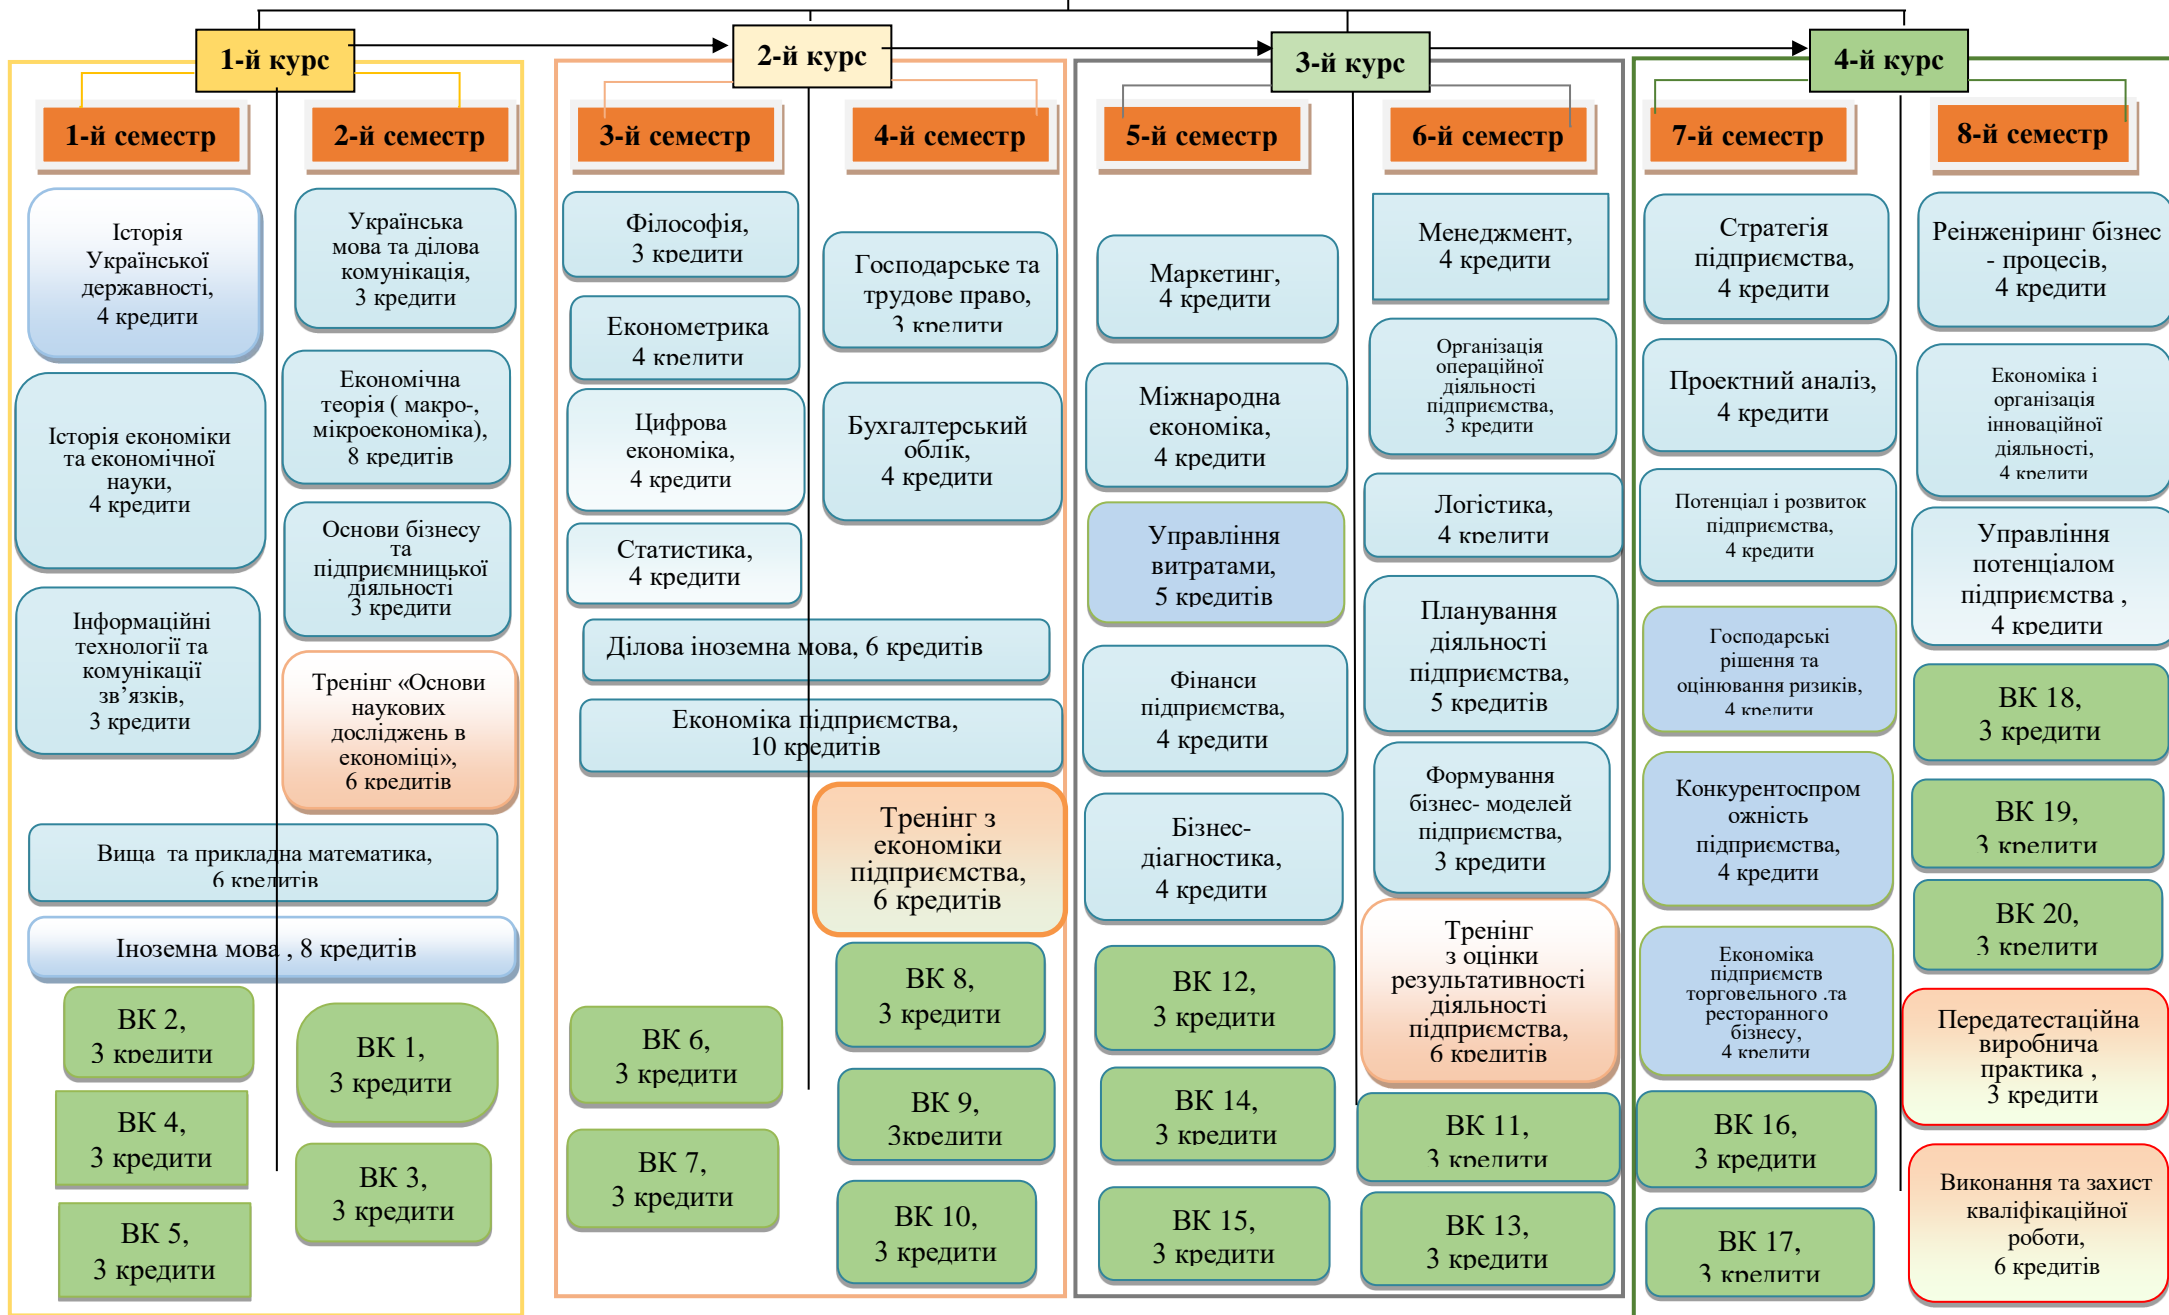 1-й курс
2-й курс
3-й курс
4-й курс
1-й семестр
2-й семестр
3-й семестр
4-й семестр
5-й семестр
6-й семестр
7-й семестр
8-й семестр
Історія
Української
державності,
4 кредити
Історія економіки
та економічної
науки,
4 кредити
Інформаційні
технології та
комунікації
зв’язків,
3 кредити
Українська
мова та ділова
комунікація,
3 кредити
Економічна
теорія ( макро-,
мікроекономіка),
8 кредитів
Основи бізнесу
та
підприємницької
діяльності
3 кредити
Тренінг «Основи
наукових
досліджень в
економіці»,
6 кредитів
Вища та прикладна математика,
6 кредитів
Іноземна мова , 8 кредитів
ВК 2,
3 кредити
ВК 4,
3 кредити
ВК 5,
3 кредити
ВК 1,
3 кредити
ВК 3,
3 кредити
Філософія,
3 кредити
Економетрика
4 кредити
Цифрова
економіка,
4 кредити
Статистика,
4 кредити
Господарське та
трудове право,
3 кредити
Бухгалтерський
облік,
4 кредити
Ділова іноземна мова, 6 кредитів
Економіка підприємства,
10 кредитів
Тренінг з
економіки
підприємства,
6 кредитів
ВК 6,
3 кредити
ВК 7,
3 кредити
ВК 8,
3 кредити
ВК 9,
3кредити
ВК 10,
3 кредити
Маркетинг,
4 кредити
Міжнародна
економіка,
4 кредити
Управління
витратами,
5 кредитів
Фінанси
підприємства,
4 кредити
Бізнес-
діагностика,
4 кредити
ВК 12,
3 кредити
ВК 14,
3 кредити
ВК 15,
3 кредити
Менеджмент,
4 кредити
Організація
операційної
діяльності
підприємства,
3 кредити
Логістика,
4 кредити
Планування
діяльності
підприємства,
5 кредитів
Формування
бізнес- моделей
підприємства,
3 кредити
Тренінг
з оцінки
результативності
діяльності
підприємства,
6 кредитів
ВК 11,
3 кредити
ВК 13,
3 кредити
Стратегія
підприємства,
4 кредити
Проектний аналіз,
4 кредити
Потенціал і розвиток
підприємства,
4 кредити
Господарські
рішення та
оцінювання ризиків,
4 кредити
Конкурентоспром
ожність
підприємства,
4 кредити
Економіка
підприємств
торговельного .та
ресторанного
бізнесу,
4 кредити
ВК 16,
3 кредити
ВК 17,
3 кредити
Реінженіринг бізнес
- процесів,
4 кредити
Економіка і
організація
інноваційної
діяльності,
4 кредити
Управління
потенціалом
підприємства ,
4 кредити
ВК 18,
3 кредити
ВК 19,
3 кредити
ВК 20,
3 кредити
Передатестаційна
виробнича
практика ,
3 кредити
Виконання та захист
кваліфікаційної
роботи,
6 кредитів